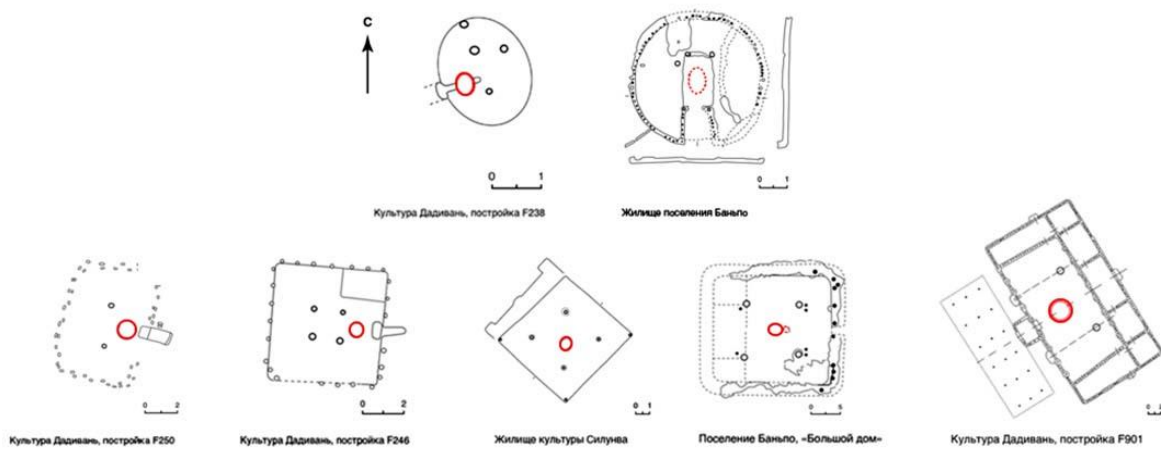 С
0 1
0 1
Культура Дадивань, постройка F238
Жилище поселения Баньпо
0 2
0 2
0 1
0 5
0 2
Культура Дадивань, постройка F250
Культура Дадивань, постройка F246
Жилище культуры Силунва
Поселение Баньпо, «Большой дом»
Культура Дадивань, постройка F901